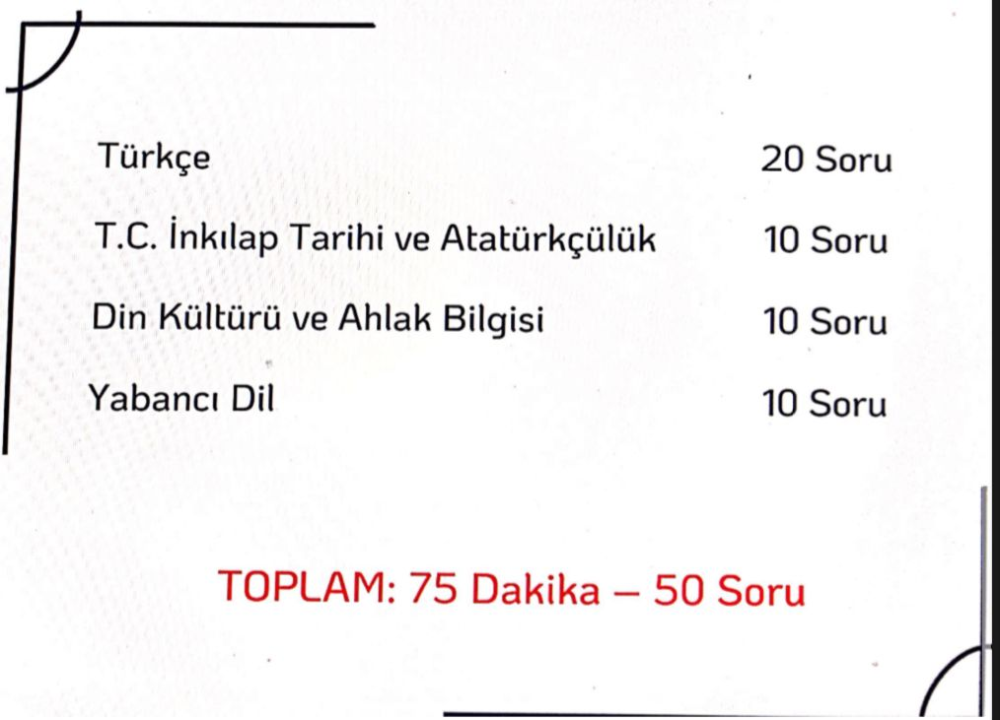 Türkçe 20 Soru
T.C. İnkılap Tarihi ve Atatürkçülük 10 Soru
Din Kültürü ve Ahlak Bilgisi 10 Soru
Yabancı Dil 10 Soru
TOPLAM: 75 Dakika – 50 Soru